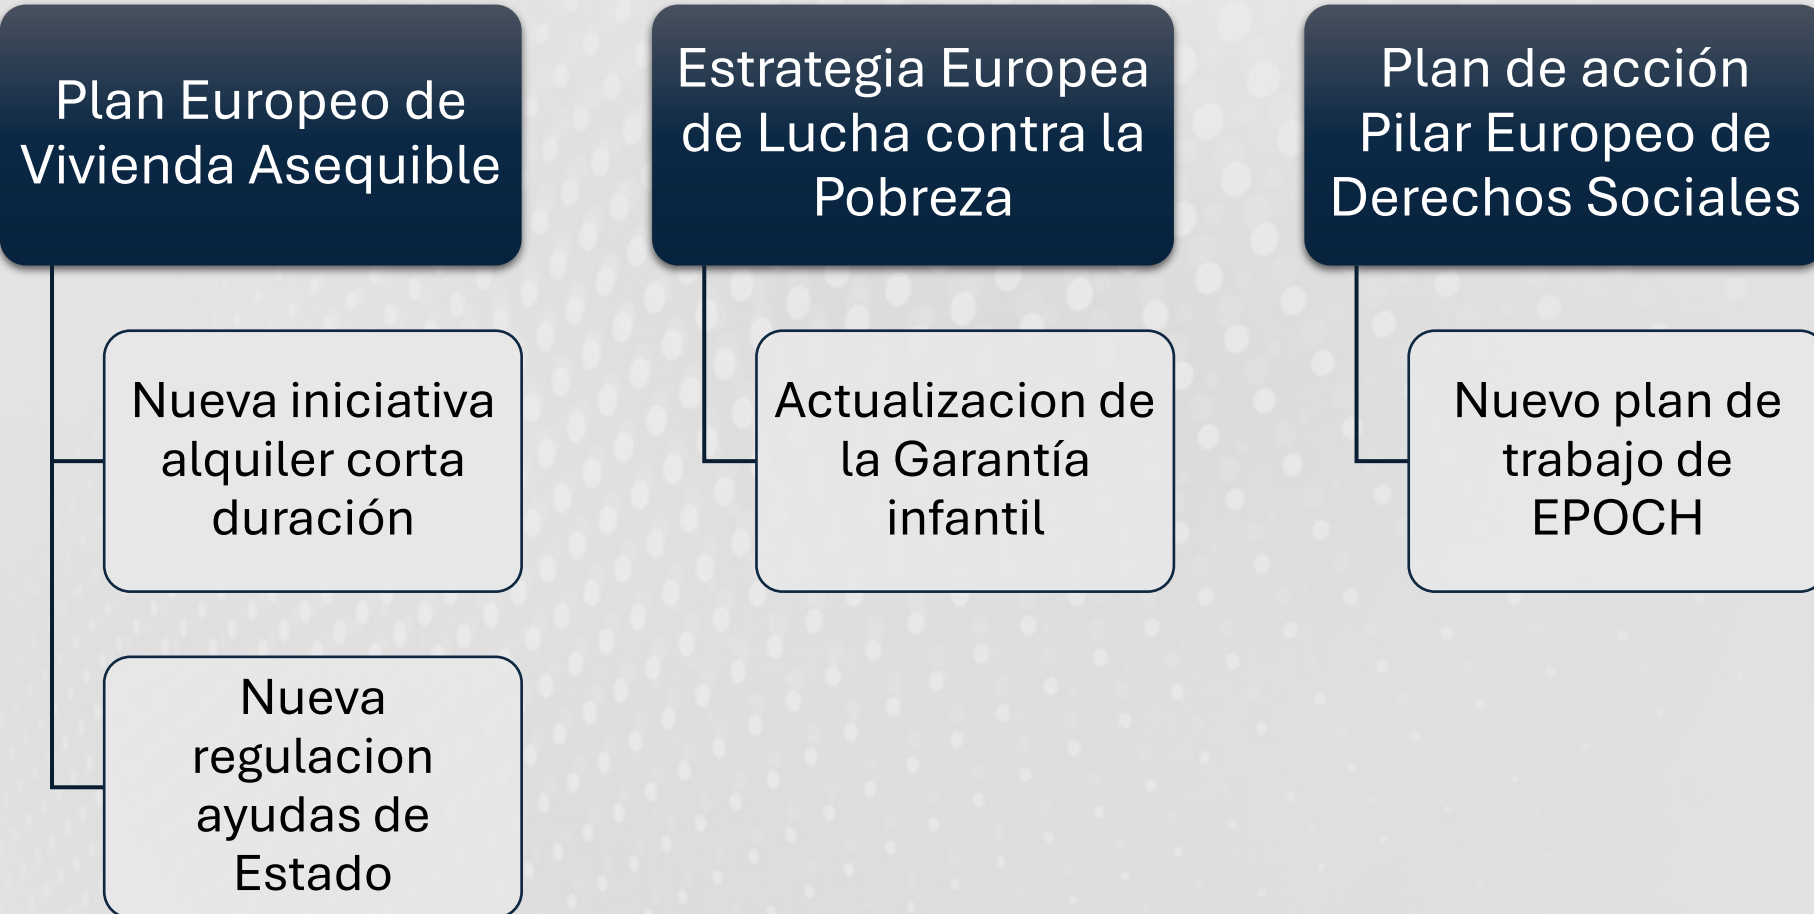 Plan Europeo de
Vivienda Asequible
Nueva iniciativa
alquiler corta
duración
Nueva
regulacion
ayudas de
Estado
Estrategia Europea
de Lucha contra la
Pobreza
Actualizacion de
la Garantía
infantil
Plan de acción
Pilar Europeo de
Derechos Sociales
Nuevo plan de
trabajo de
EPOCH